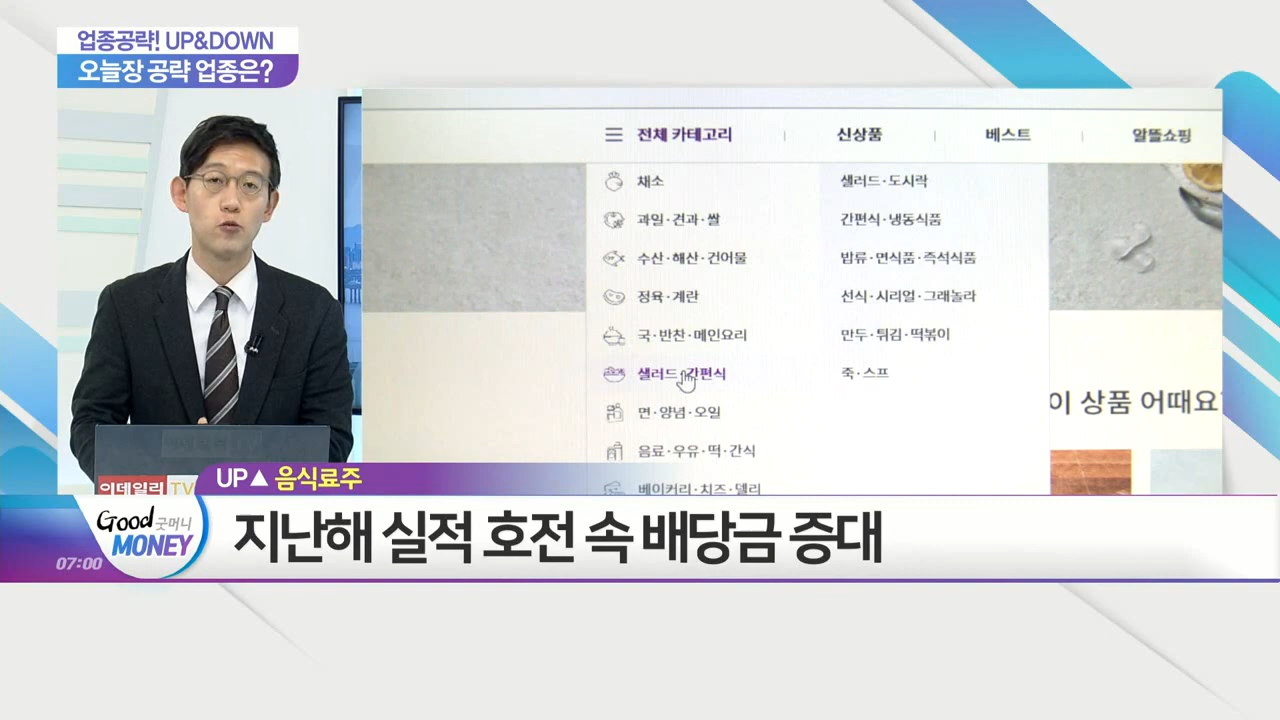 업종공략! UP&DOWN
오늘장 공략 업종은?
전체 카테고리
신상품
베스트
알뜰쇼핑
채소
샐러드·도시락
과일·견과·쌀
간편식·냉동식품
수산·해산·건어물
밥류·면식품·즉석식품
정육·계란
선식·시리얼·그래놀라
국·반찬·메인요리
만두·튀김·떡볶이
샐러드·간편식
죽·스프
면·양념·오일
이 상품 어때요?
음료·우유·떡·간식
베이커리·치즈·델리
이데일리TV
UP▲ 음식료주
Good 굿머니
MONEY
07:00
지난해 실적 호전 속 배당금 증대